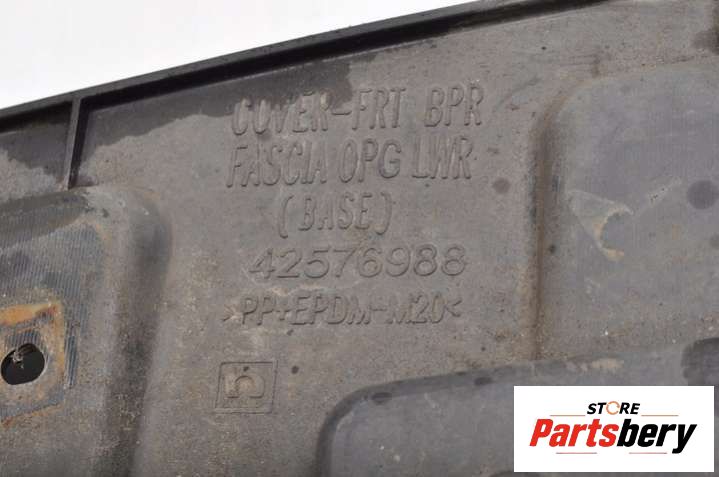 COVER-FRT BPR
FASCIA OPG LWR
(BASE)
42576988
>PP+EPDM-M20<
STORE
Partsbery